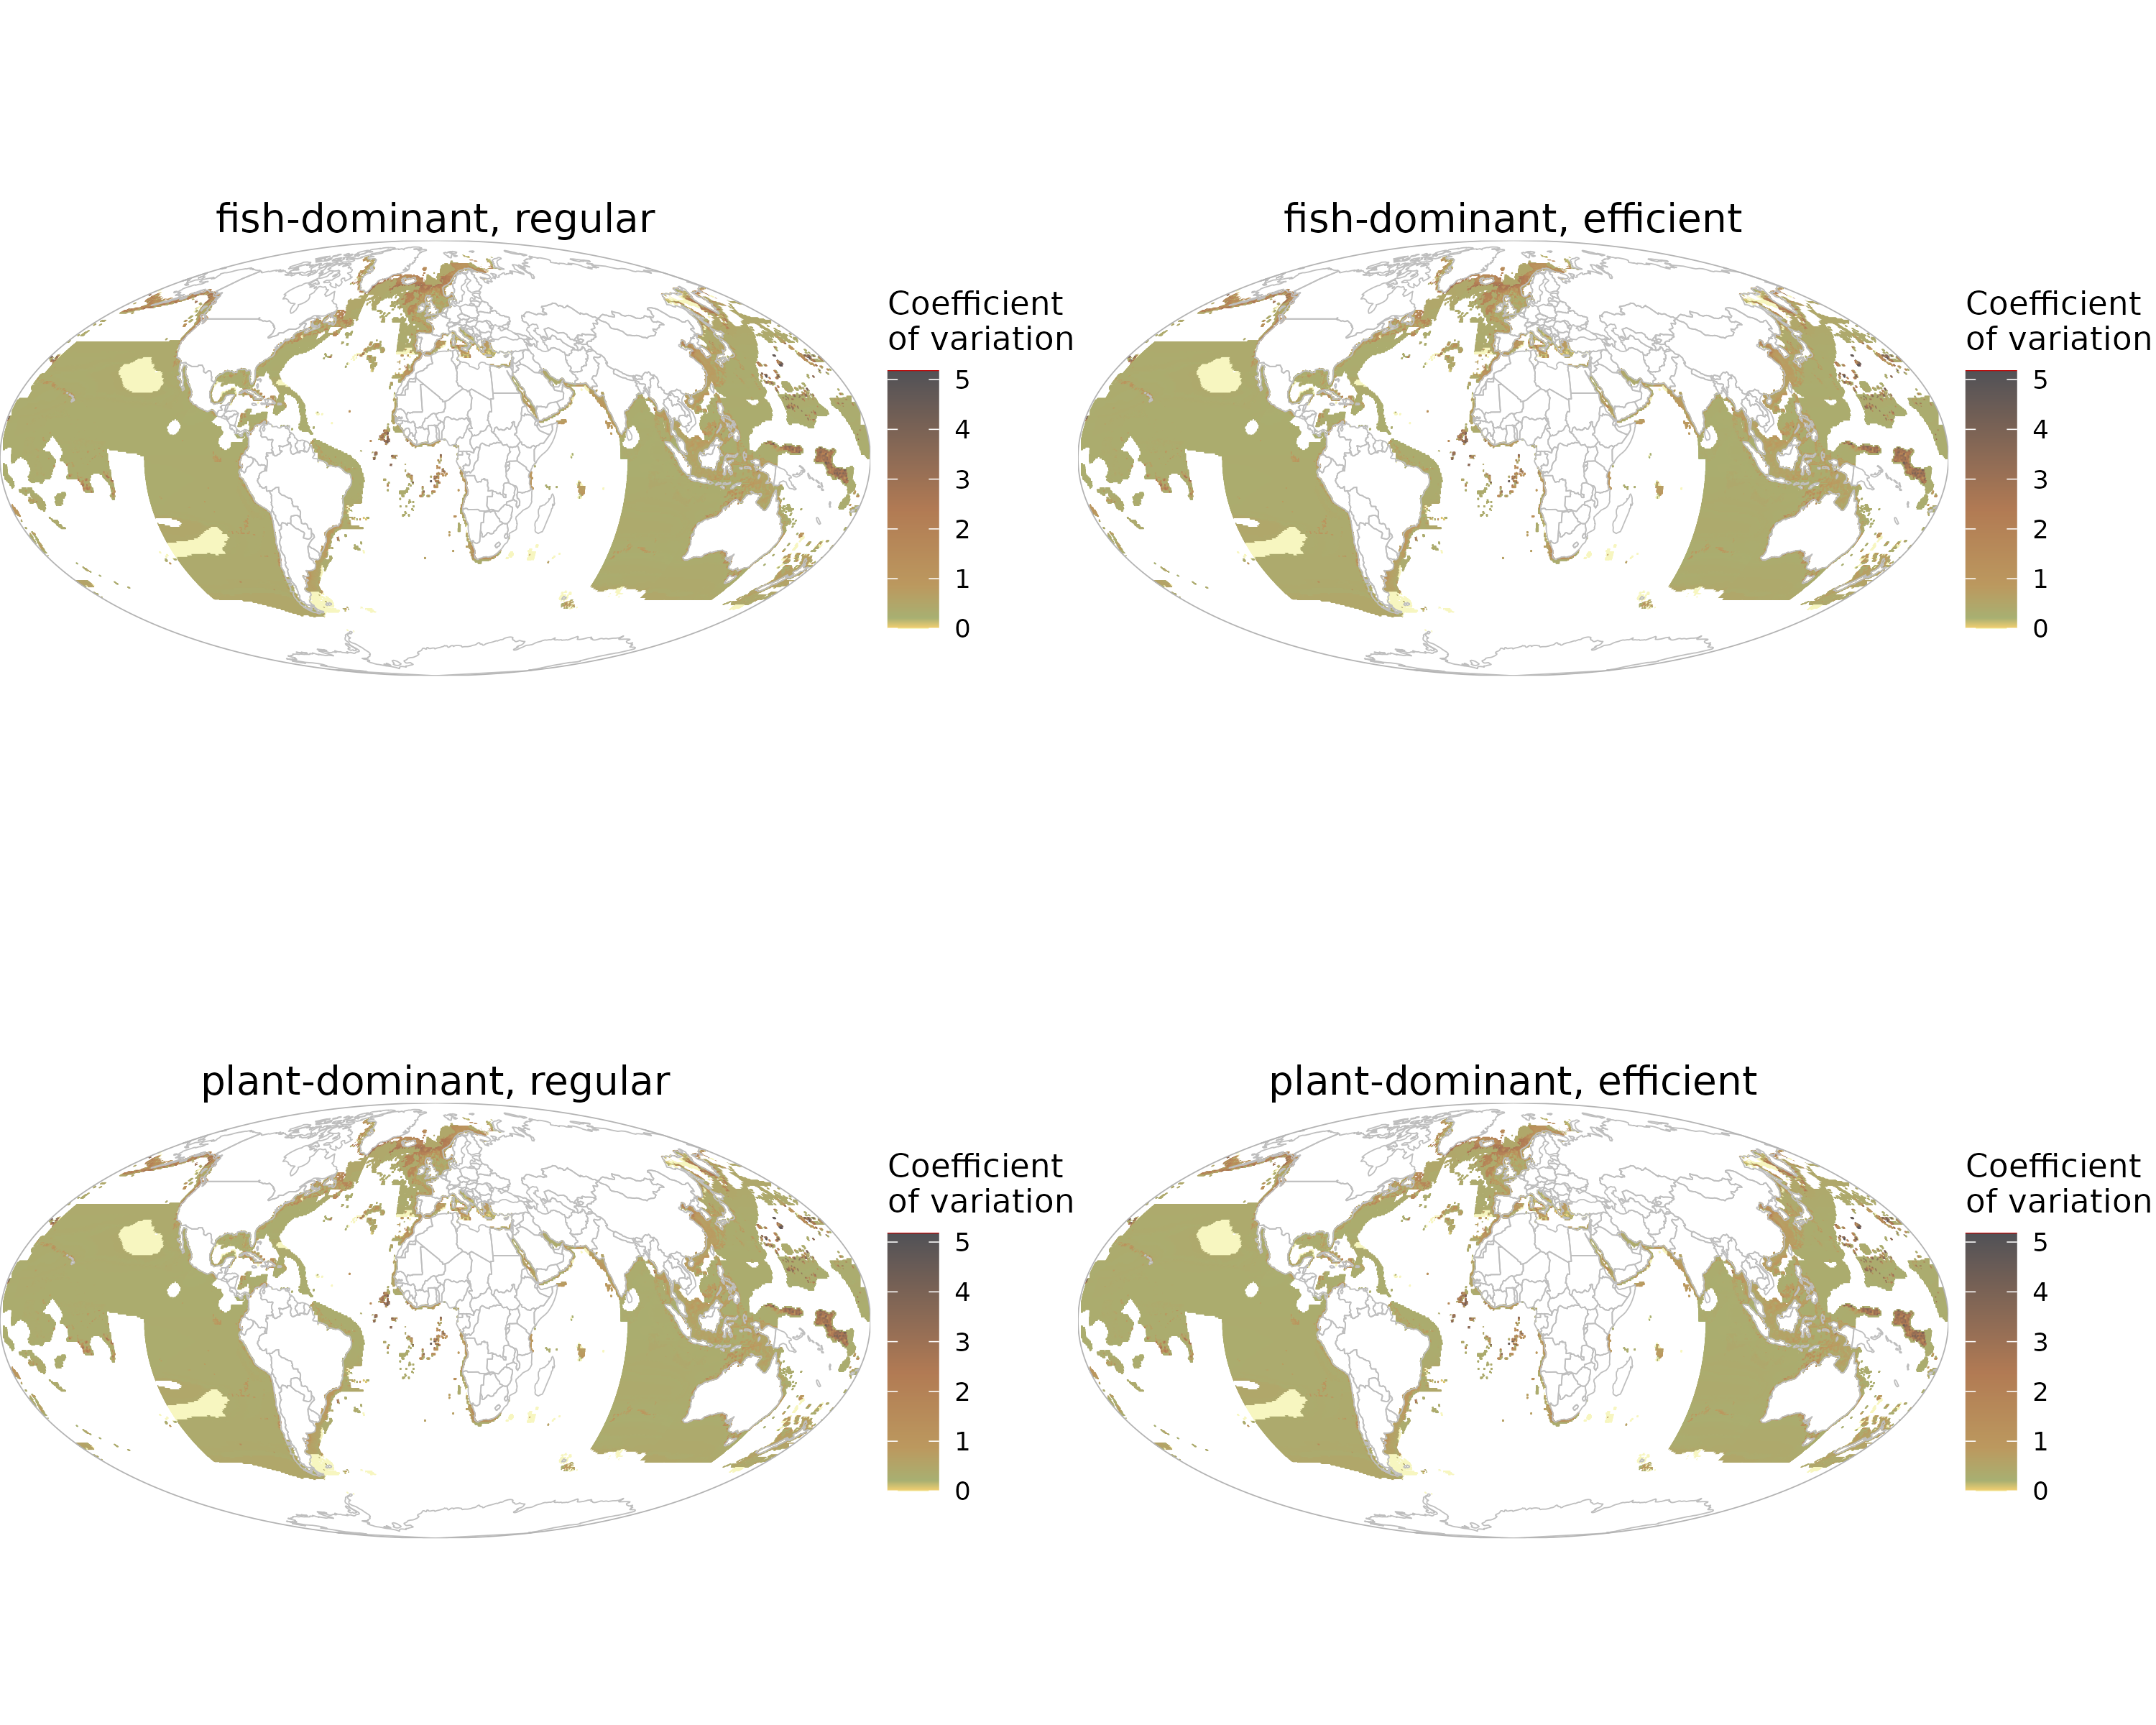 fish-dominant, regular
Coefficient
of variation
5
4
3
2
1
0
fish-dominant, efficient
Coefficient
of variation
5
4
3
2
1
0
plant-dominant, regular
Coefficient
of variation
5
4
3
2
1
0
plant-dominant, efficient
Coefficient
of variation
5
4
3
2
1
0